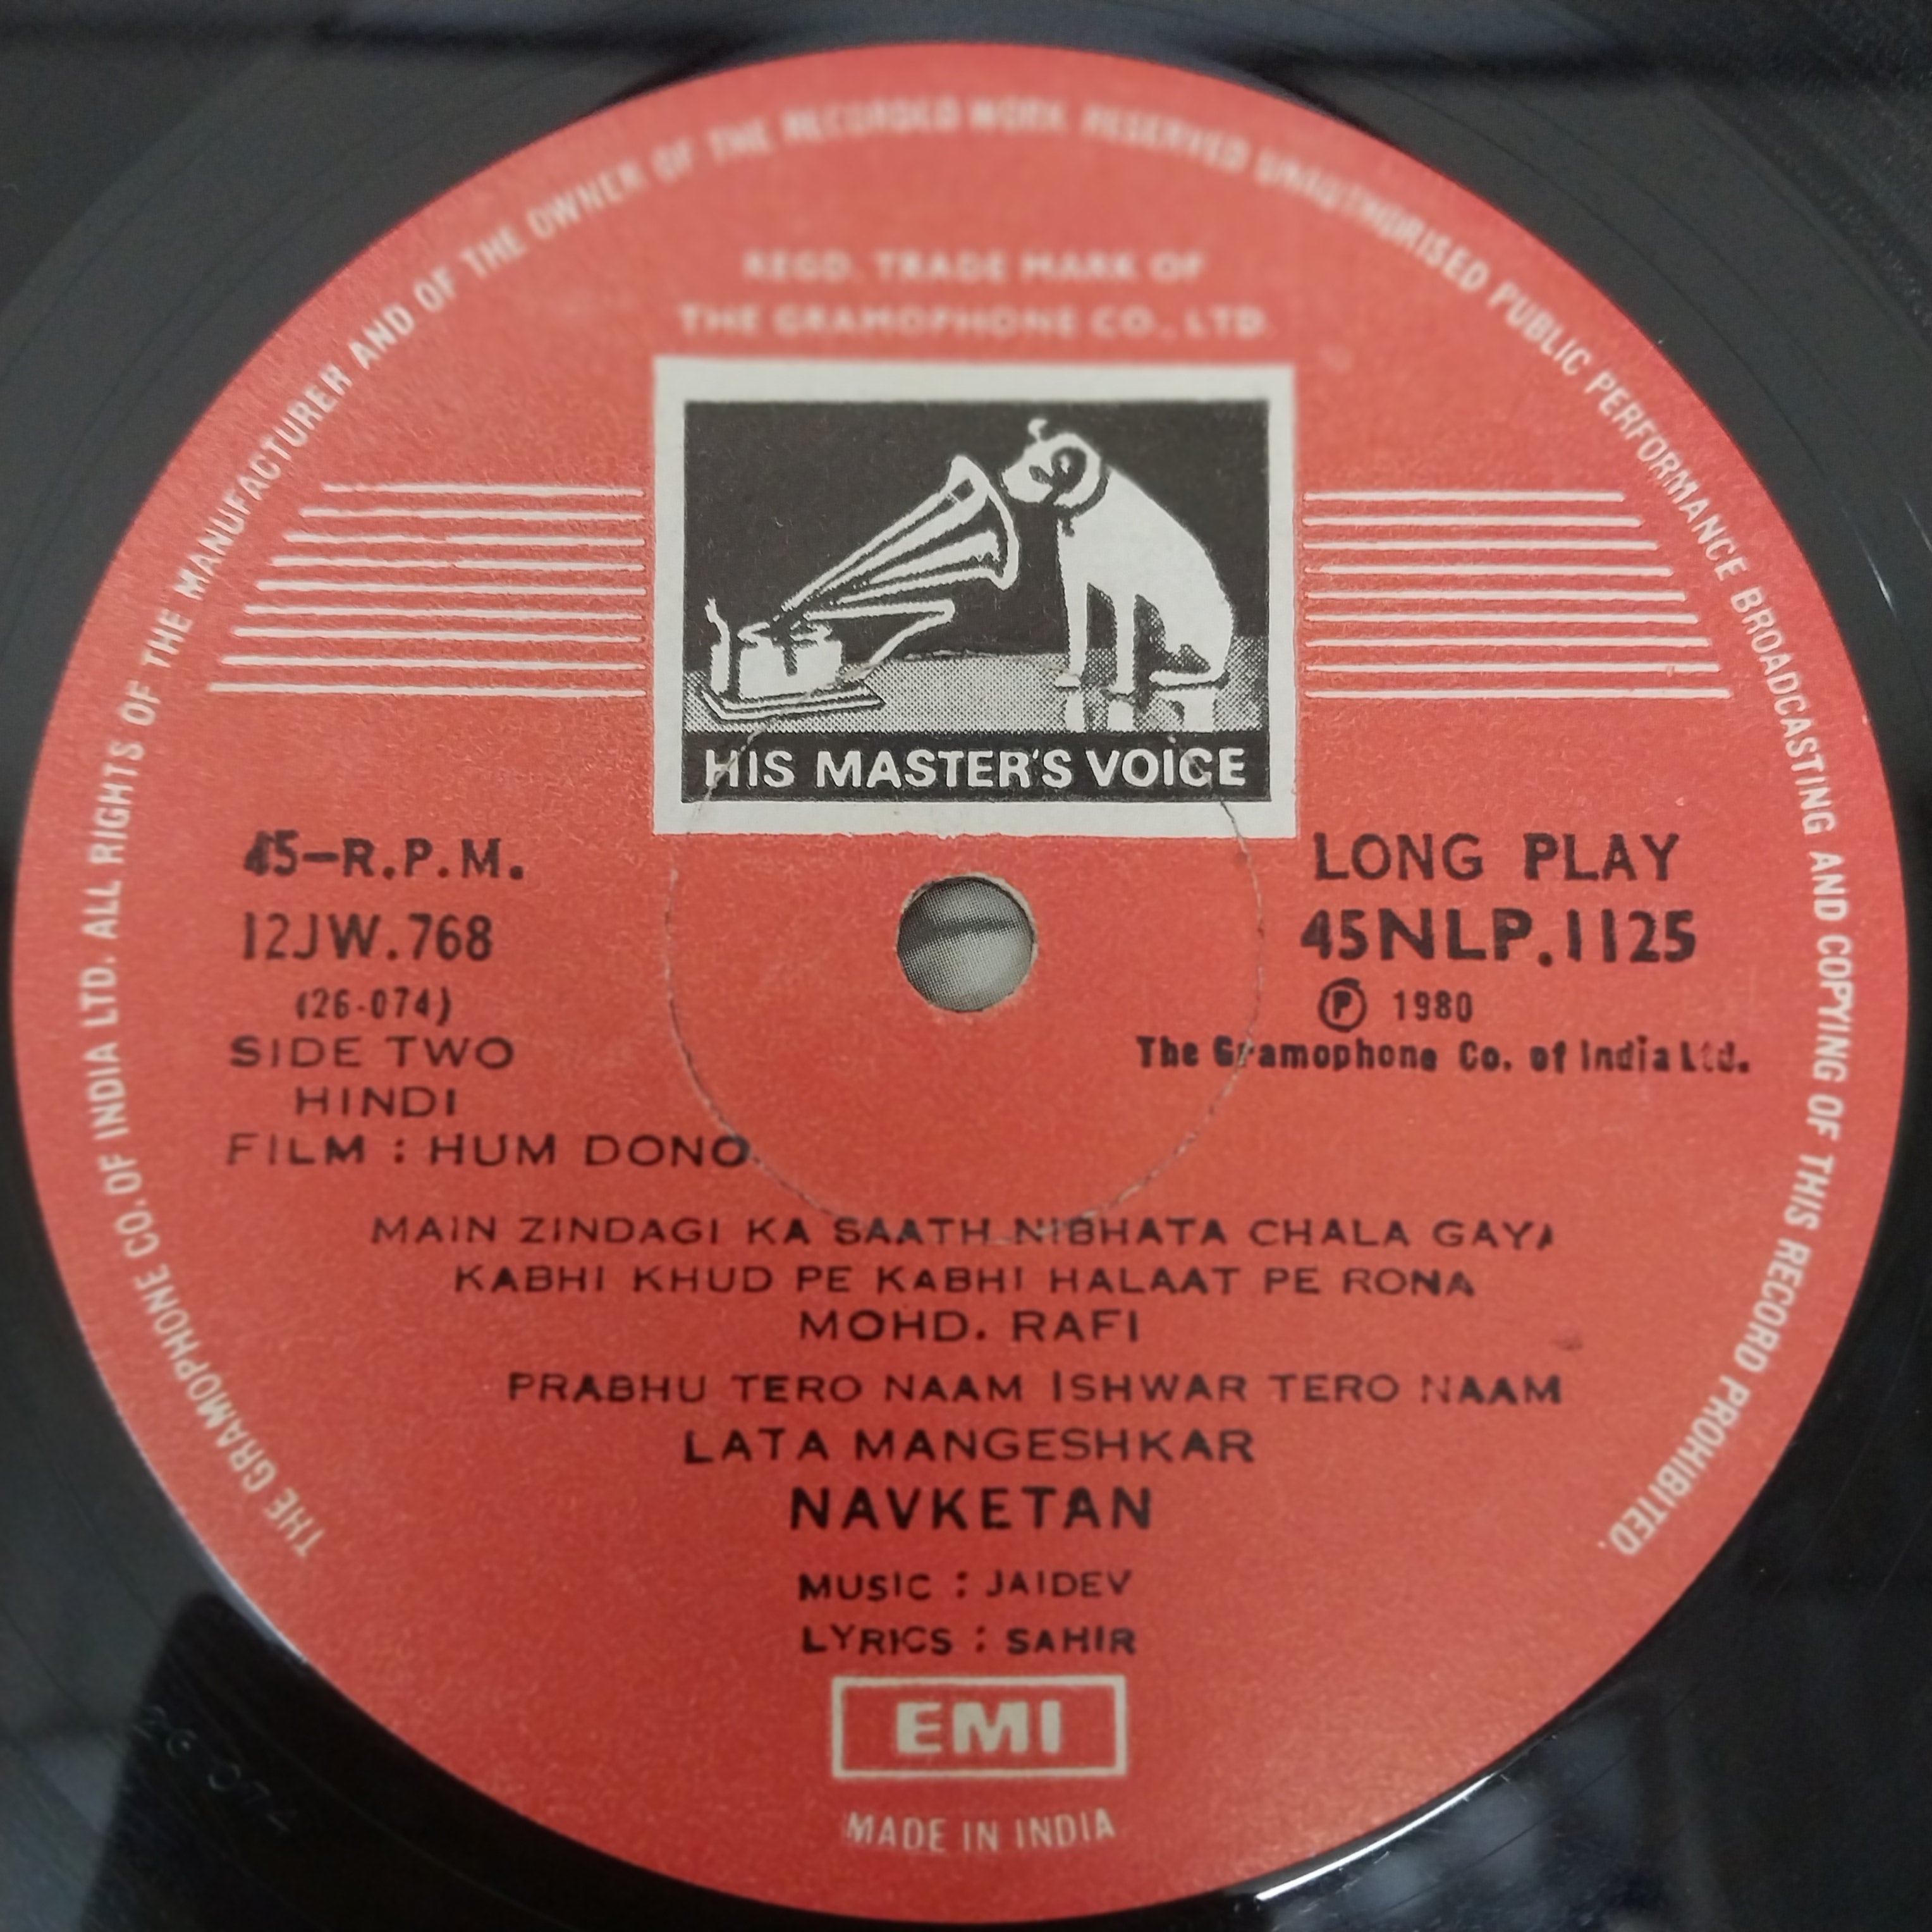 THE GRAMOPHONE CO. OF INDIA LTD. ALL RIGHTS OF THE MANUFACTURER AND OF THE OWNER OF THE RECORDED WORK RESERVED UNAUTHORISED PUBLIC PERFORMANCE BROADCASTING AND COPYING OF THIS RECORD PROHIBITED.
REGD. TRADE MARK OF
THE GRAMOPHONE CO., LTD.
HIS MASTER'S VOICE
45-R.P.M.
12JW.768
(26-074)
SIDE TWO
HINDI
FILM : HUM DONO
LONG PLAY
45NLP.1125
Ⓟ 1980
The Gramophone Co. of India Ltd.
MAIN ZINDAGI KA SAATH NIBHATA CHALA GAYA
KABHI KHUD PE KABHI HALAAT PE RONA
MOHD. RAFI
PRABHU TERO NAAM ISHWAR TERO NAAM
LATA MANGESHKAR
NAVKETAN
MUSIC : JAIDEV
LYRICS : SAHIR
EMI
MADE IN INDIA
26-074